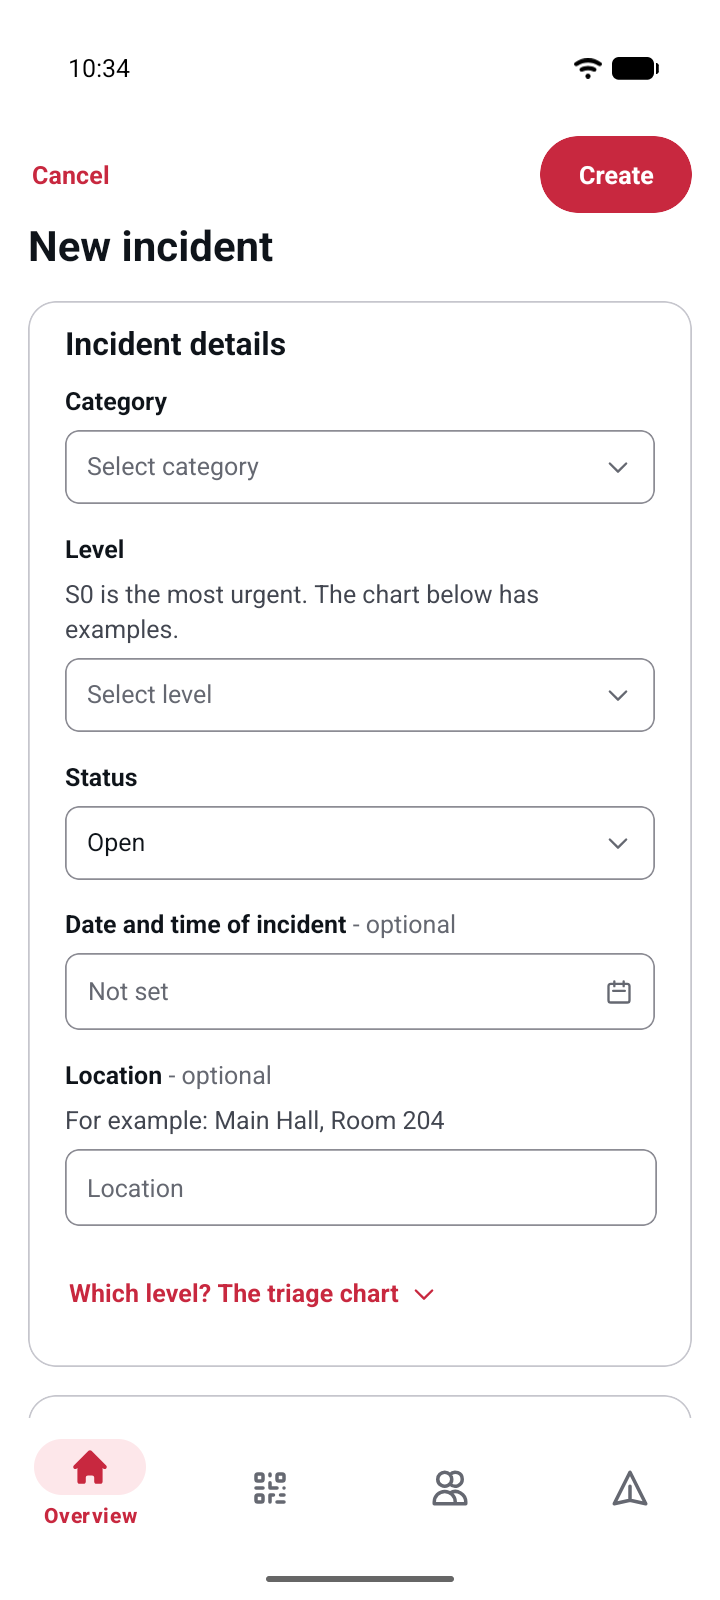 10:34
Cancel
Create
New incident
Incident details
Category
Select category
Level
S0 is the most urgent. The chart below has
examples.
Select level
Status
Open
Date and time of incident - optional
Not set
Location - optional
For example: Main Hall, Room 204
Location
Which level? The triage chart
Overview